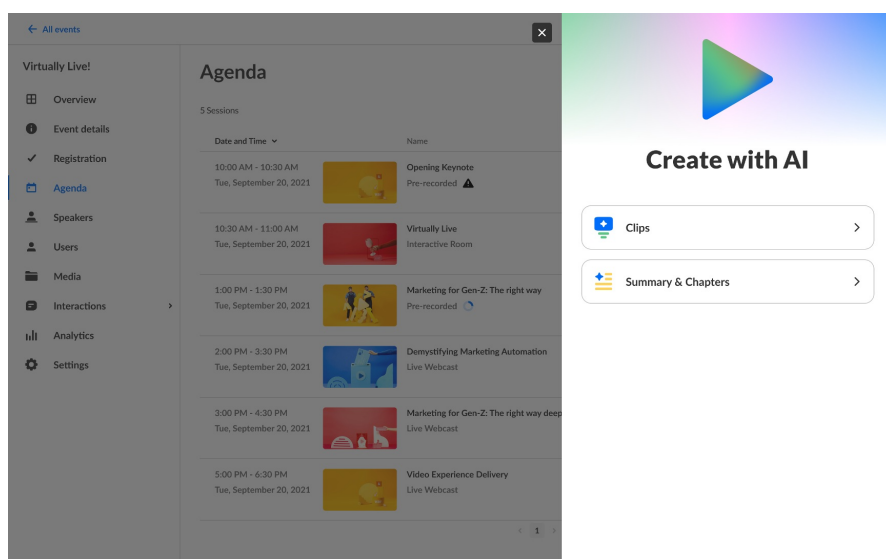 All events
Virtually Live!
Overview
Event details
Registration
Agenda
Speakers
Users
Media
Interactions
Analytics
Settings
Agenda
5 Sessions
Date and Time
Name
10:00 AM - 10:30 AM
Tue, September 20, 2021
Opening Keynote
Pre-recorded
10:30 AM - 11:00 AM
Tue, September 20, 2021
Virtually Live
Interactive Room
1:00 PM - 1:30 PM
Tue, September 20, 2021
Marketing for Gen-Z: The right way
Pre-recorded
2:00 PM - 3:30 PM
Tue, September 20, 2021
Demystifying Marketing Automation
Live Webcast
3:00 PM - 4:30 PM
Tue, September 20, 2021
Marketing for Gen-Z: The right way deep
Live Webcast
5:00 PM - 6:30 PM
Tue, September 20, 2021
Video Experience Delivery
Live Webcast
1
Create with AI
Clips
Summary & Chapters